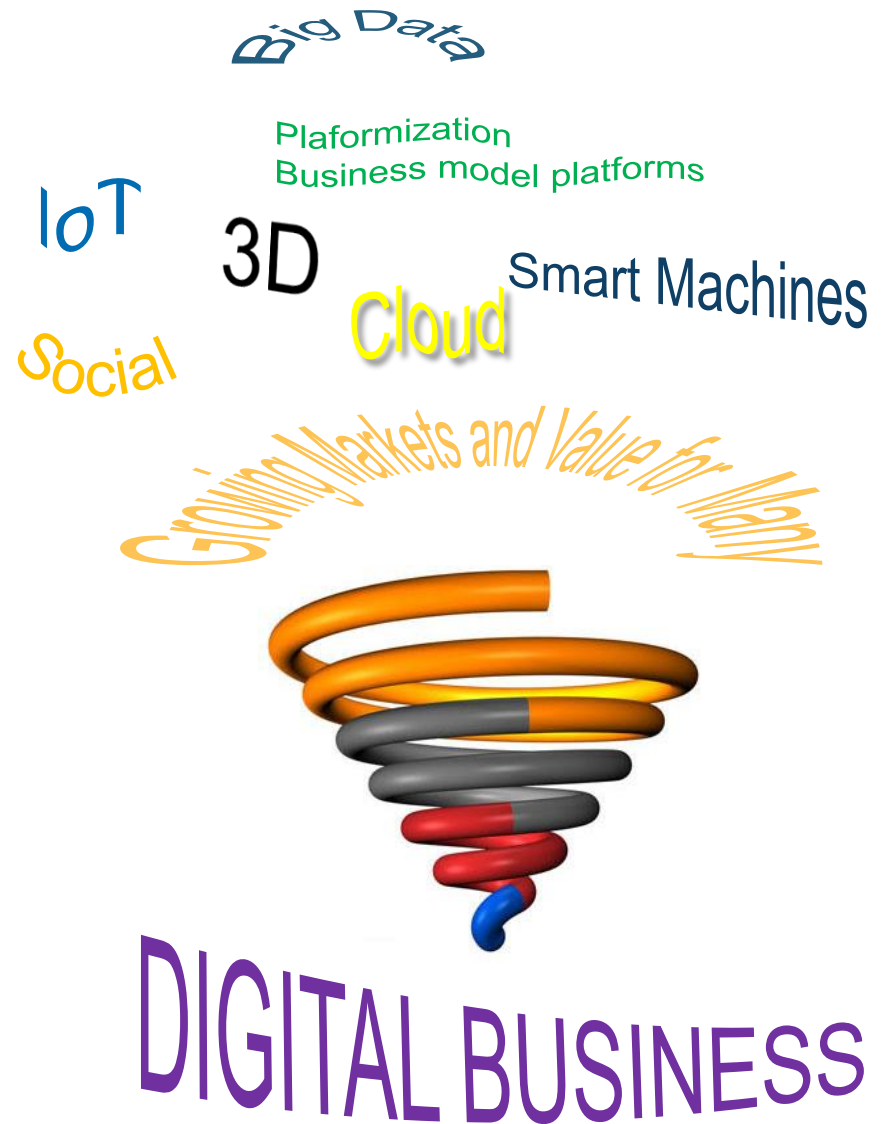 Big Data
Plaformization
Business model platforms
IoT
3D
Smart Machines
Cloud
Social
Growing Markets and Value for Many
DIGITAL BUSINESS